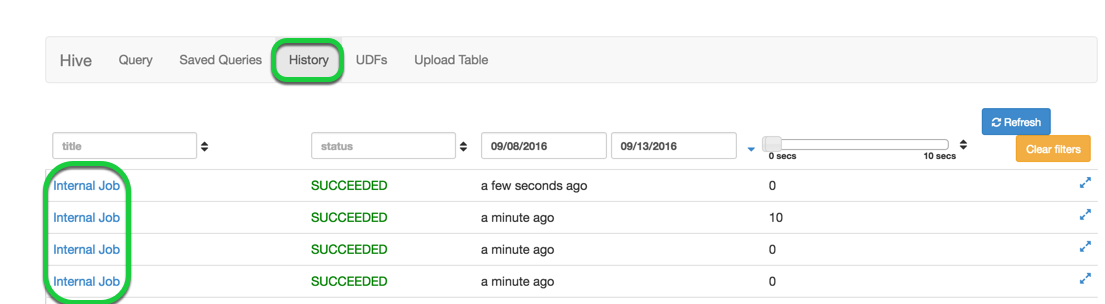 Hive Query Saved Queries History UDFs Upload Table
Refresh
title status 09/08/2016 09/13/2016 0 secs 10 secs Clear filters
Internal Job SUCCEEDED a few seconds ago 0
Internal Job SUCCEEDED a minute ago 10
Internal Job SUCCEEDED a minute ago 0
Internal Job SUCCEEDED a minute ago 0